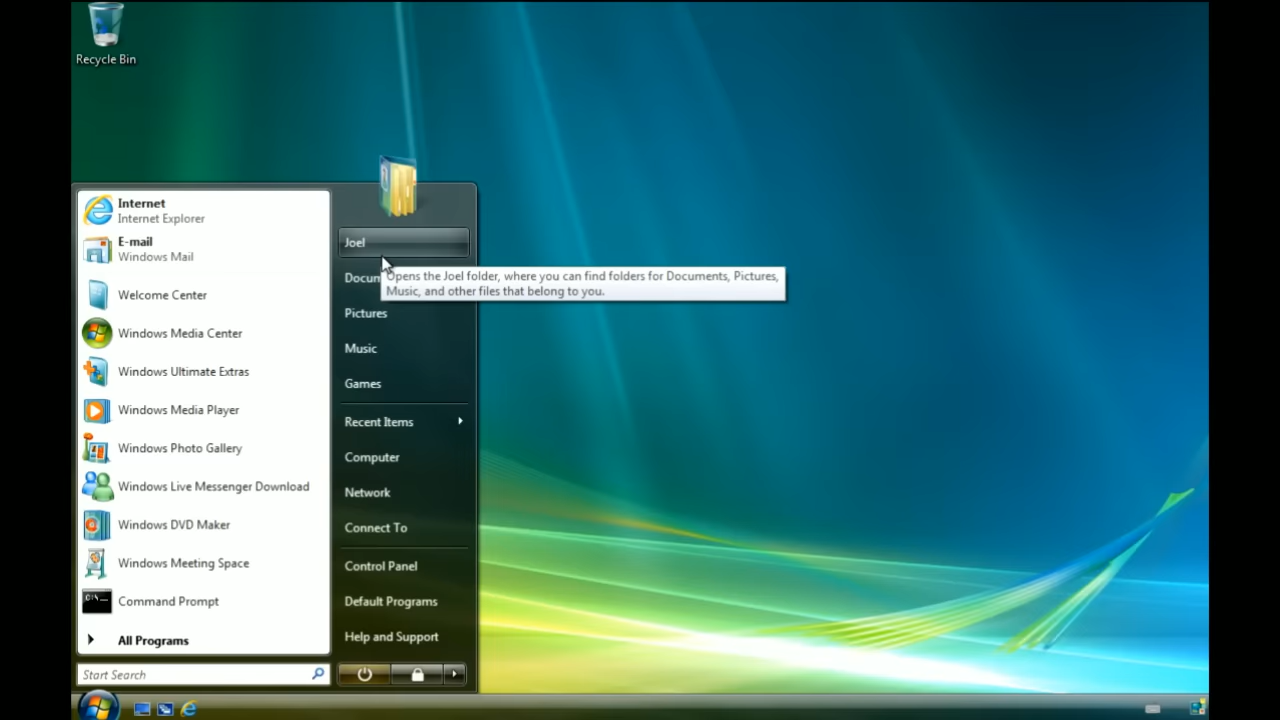 Recycle Bin
Internet
Internet Explorer
E-mail
Windows Mail
Welcome Center
Windows Media Center
Windows Ultimate Extras
Windows Media Player
Windows Photo Gallery
Windows Live Messenger Download
Windows DVD Maker
Windows Meeting Space
Command Prompt
All Programs
Start Search
Joel
Docum
Opens the Joel folder, where you can find folders for Documents, Pictures,
Music, and other files that belong to you.
Pictures
Music
Games
Recent Items
Computer
Network
Connect To
Control Panel
Default Programs
Help and Support